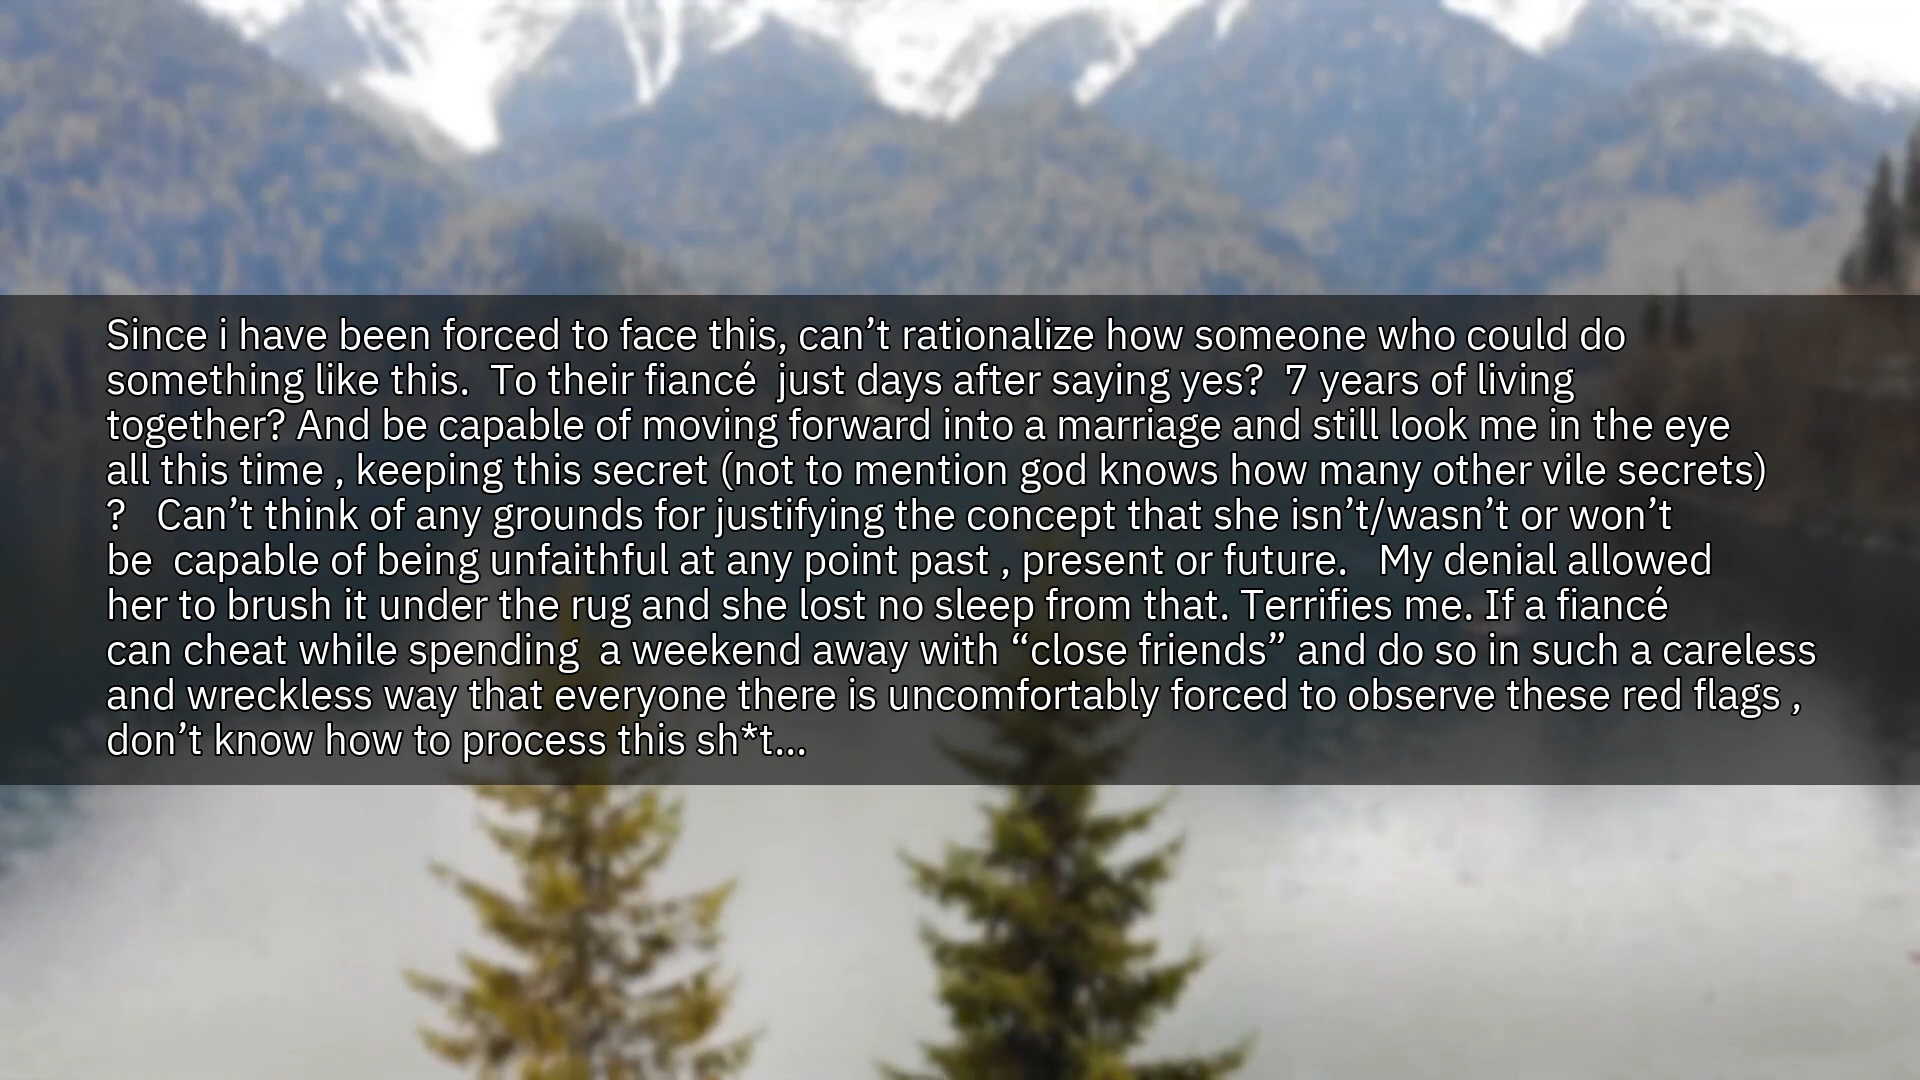 Since i have been forced to face this, can’t rationalize how someone who could do
something like this.  To their fiancé  just days after saying yes?  7 years of living
together? And be capable of moving forward into a marriage and still look me in the eye
all this time , keeping this secret (not to mention god knows how many other vile secrets)
?   Can’t think of any grounds for justifying the concept that she isn’t/wasn’t or won’t
be  capable of being unfaithful at any point past , present or future.   My denial allowed
her to brush it under the rug and she lost no sleep from that. Terrifies me. If a fiancé
can cheat while spending  a weekend away with “close friends” and do so in such a careless
and wreckless way that everyone there is uncomfortably forced to observe these red flags ,
don’t know how to process this sh*t...